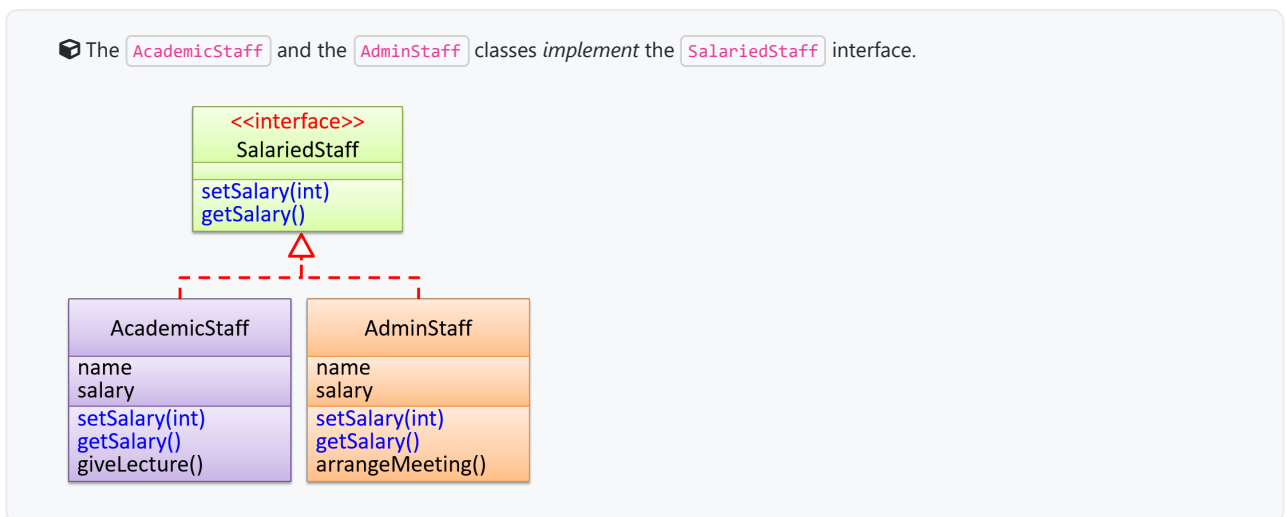 The AcademicStaff and the AdminStaff classes implement the SalariedStaff interface.
<<interface>>
SalariedStaff
setSalary(int)
getSalary()
AcademicStaff
name
salary
setSalary(int)
getSalary()
giveLecture()
AdminStaff
name
salary
setSalary(int)
getSalary()
arrangeMeeting()